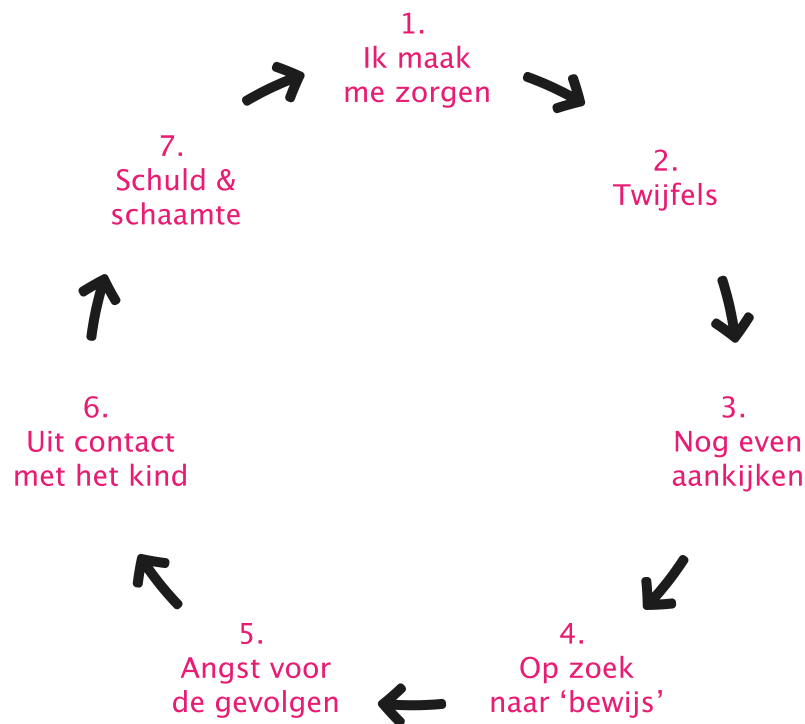 1.
Ik maak
me zorgen
2.
Twijfels
3.
Nog even
aankijken
4.
Op zoek
naar ‘bewijs’
5.
Angst voor
de gevolgen
6.
Uit contact
met het kind
7.
Schuld &
schaamte